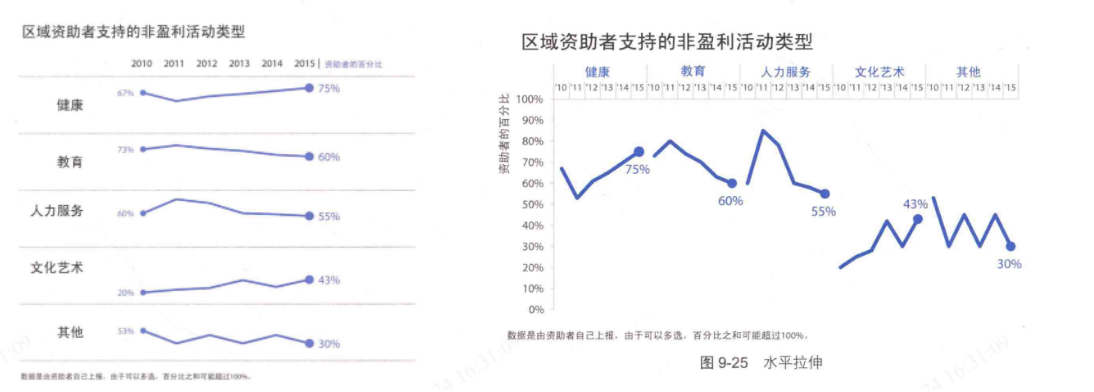 区域资助者支持的非盈利活动类型
2010 2011 2012 2013 2014 2015 | 资助者的百分比
健康
67%
75%
教育
73%
60%
人力服务
60%
55%
文化艺术
20%
43%
其他
53%
30%
数据是由资助者自己上报，由于可以多选，百分比之和可能超过100%。
区域资助者支持的非盈利活动类型
健康 教育 人力服务 文化艺术 其他
'10 '11 '12 '13 '14 '15 '10 '11 '12 '13 '14 '15 '10 '11 '12 '13 '14 '15 '10 '11 '12 '13 '14 '15 '10 '11 '12 '13 '14 '15
资助者的百分比
100%
90%
80%
70%
60%
50%
40%
30%
20%
10%
0%
75%
60%
55%
43%
30%
数据是由资助者自己上报，由于可以多选，百分比之和可能超过100%。
图 9-25 水平拉伸
24 16:31:09